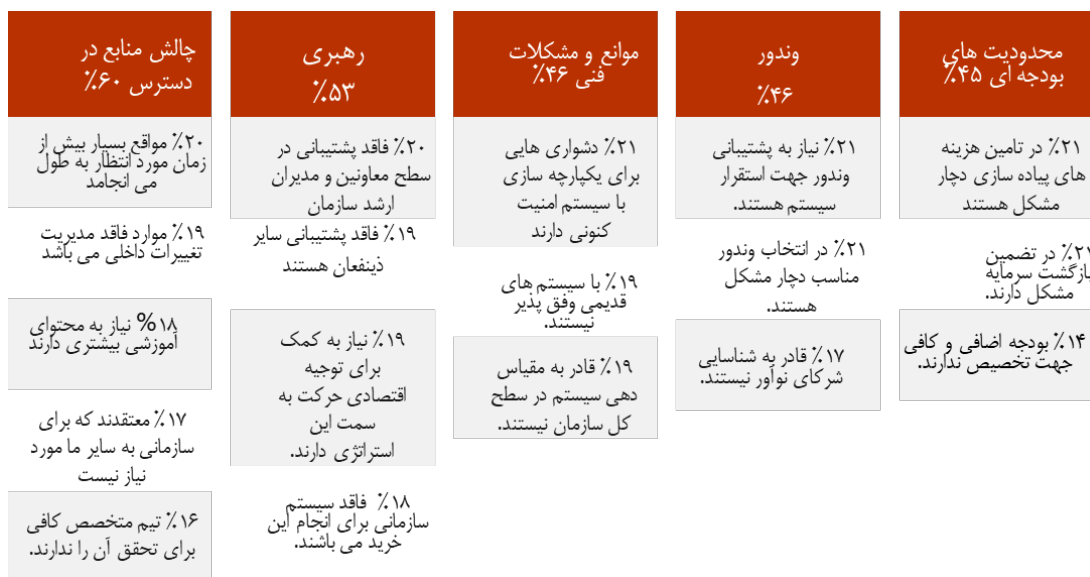 محدودیت های
بودجه ای ۴۵٪
۲۱٪ در تامین هزینه
های پیاده سازی دچار
مشکل هستند
۲۱٪ در تضمین
بازگشت سرمایه
مشکل دارند.
۱۴٪ بودجه اضافی و کافی
جهت تخصیص ندارند.
وندور
۴۶٪
۲۱٪ نیاز به پشتیبانی
وندور جهت استقرار
سیستم هستند.
۲۱٪ در انتخاب وندور
مناسب دچار مشکل
هستند.
۱۷٪ قادر به شناسایی
شرکای نوآور نیستند.
موانع و مشکلات
فنی ۴۶٪
۲۱٪ دشواری هایی
برای یکپارچه سازی
با سیستم امنیت
کنونی دارند
۱۹٪ با سیستم های
قدیمی وفق پذیر
نیستند.
۱۹٪ قادر به مقیاس
دهی سیستم در سطح
کل سازمان نیستند.
رهبری
۵۳٪
۲۰٪ فاقد پشتیبانی در
سطح معاونین و مدیران
ارشد سازمان
۱۹٪ فاقد پشتیبانی سایر
ذینفعان هستند
۱۹٪ نیاز به کمک
برای توجیه
اقتصادی حرکت به
سمت این
استراتژی دارند.
۱۸٪ فاقد سیستم
سازمانی برای انجام این
خرید می باشند.
چالش منابع در
دسترس ۶۰٪
۲۰٪ مواقع بسیار بیش از
زمان مورد انتظار به طول
می انجامد
۱۹٪ موارد فاقد مدیریت
تغییرات داخلی می باشد
۱۸% نیاز به محتوای
آموزشی بیشتری دارند
۱۷٪ معتقدند که برای
سازمانی به سایر ما مورد
نیاز نیست
۱۶٪ تیم متخصص کافی
برای تحقق آن را ندارند.